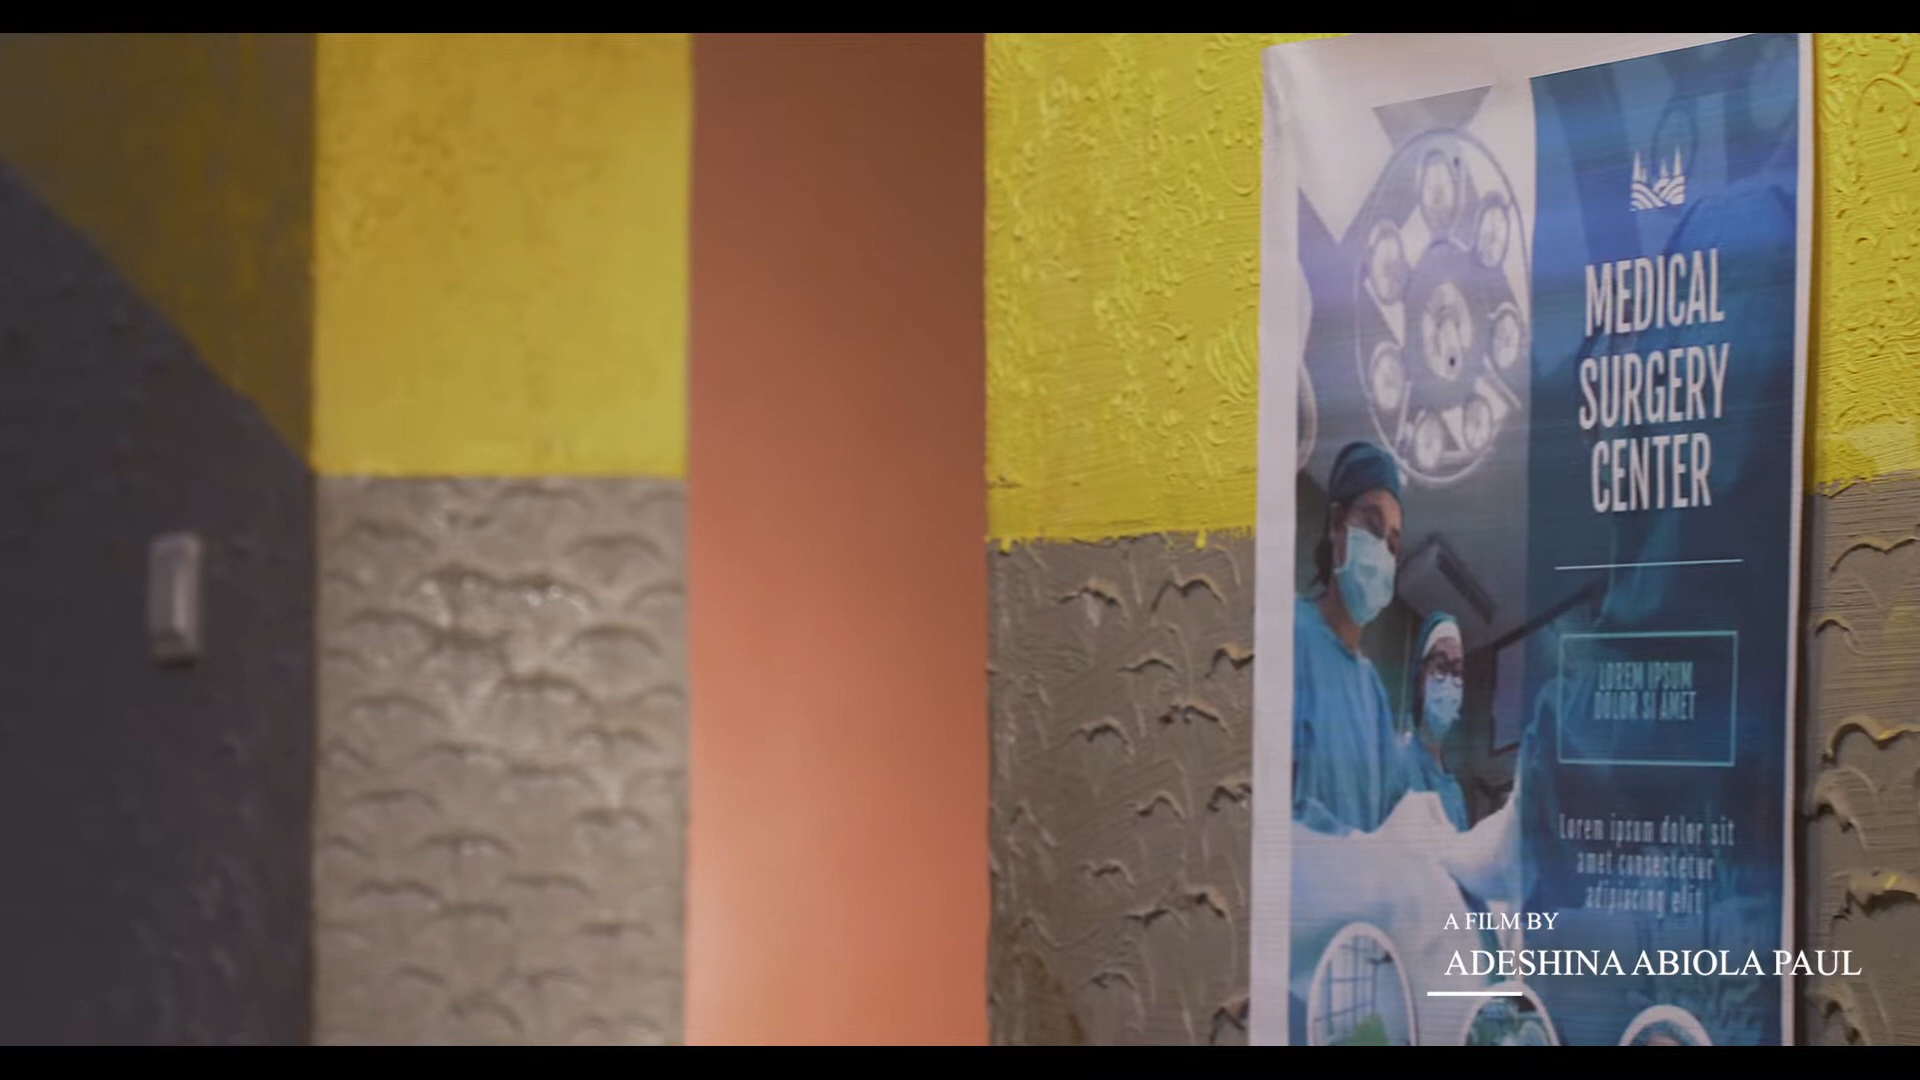 MEDICAL
SURGERY
CENTER
LOREM IPSUM
DOLOR SI AMET
Lorem ipsum dolor sit
amet consectetur
adipiscing elit
A FILM BY
ADESHINA ABIOLA PAUL